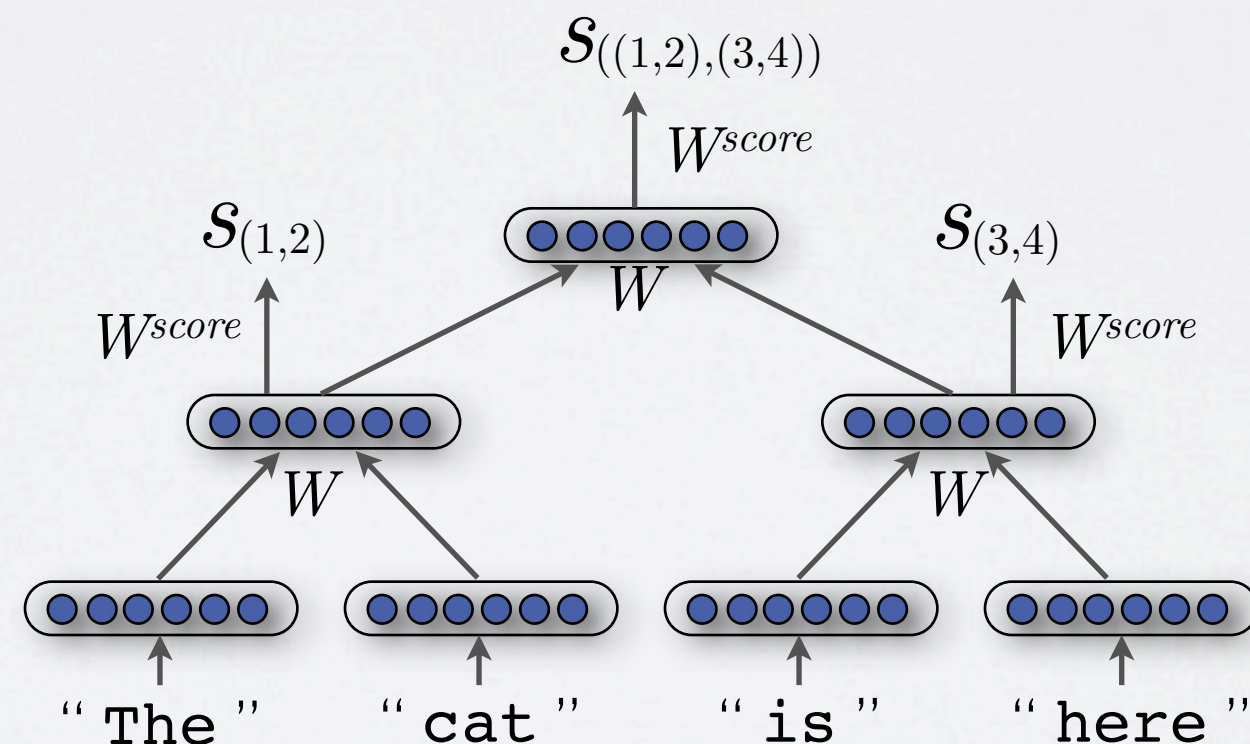 s((1,2),(3,4))
W^score
s(1,2) s(3,4)
W
W^score W^score
W W
“ The ” “ cat ” “ is ” “ here ”